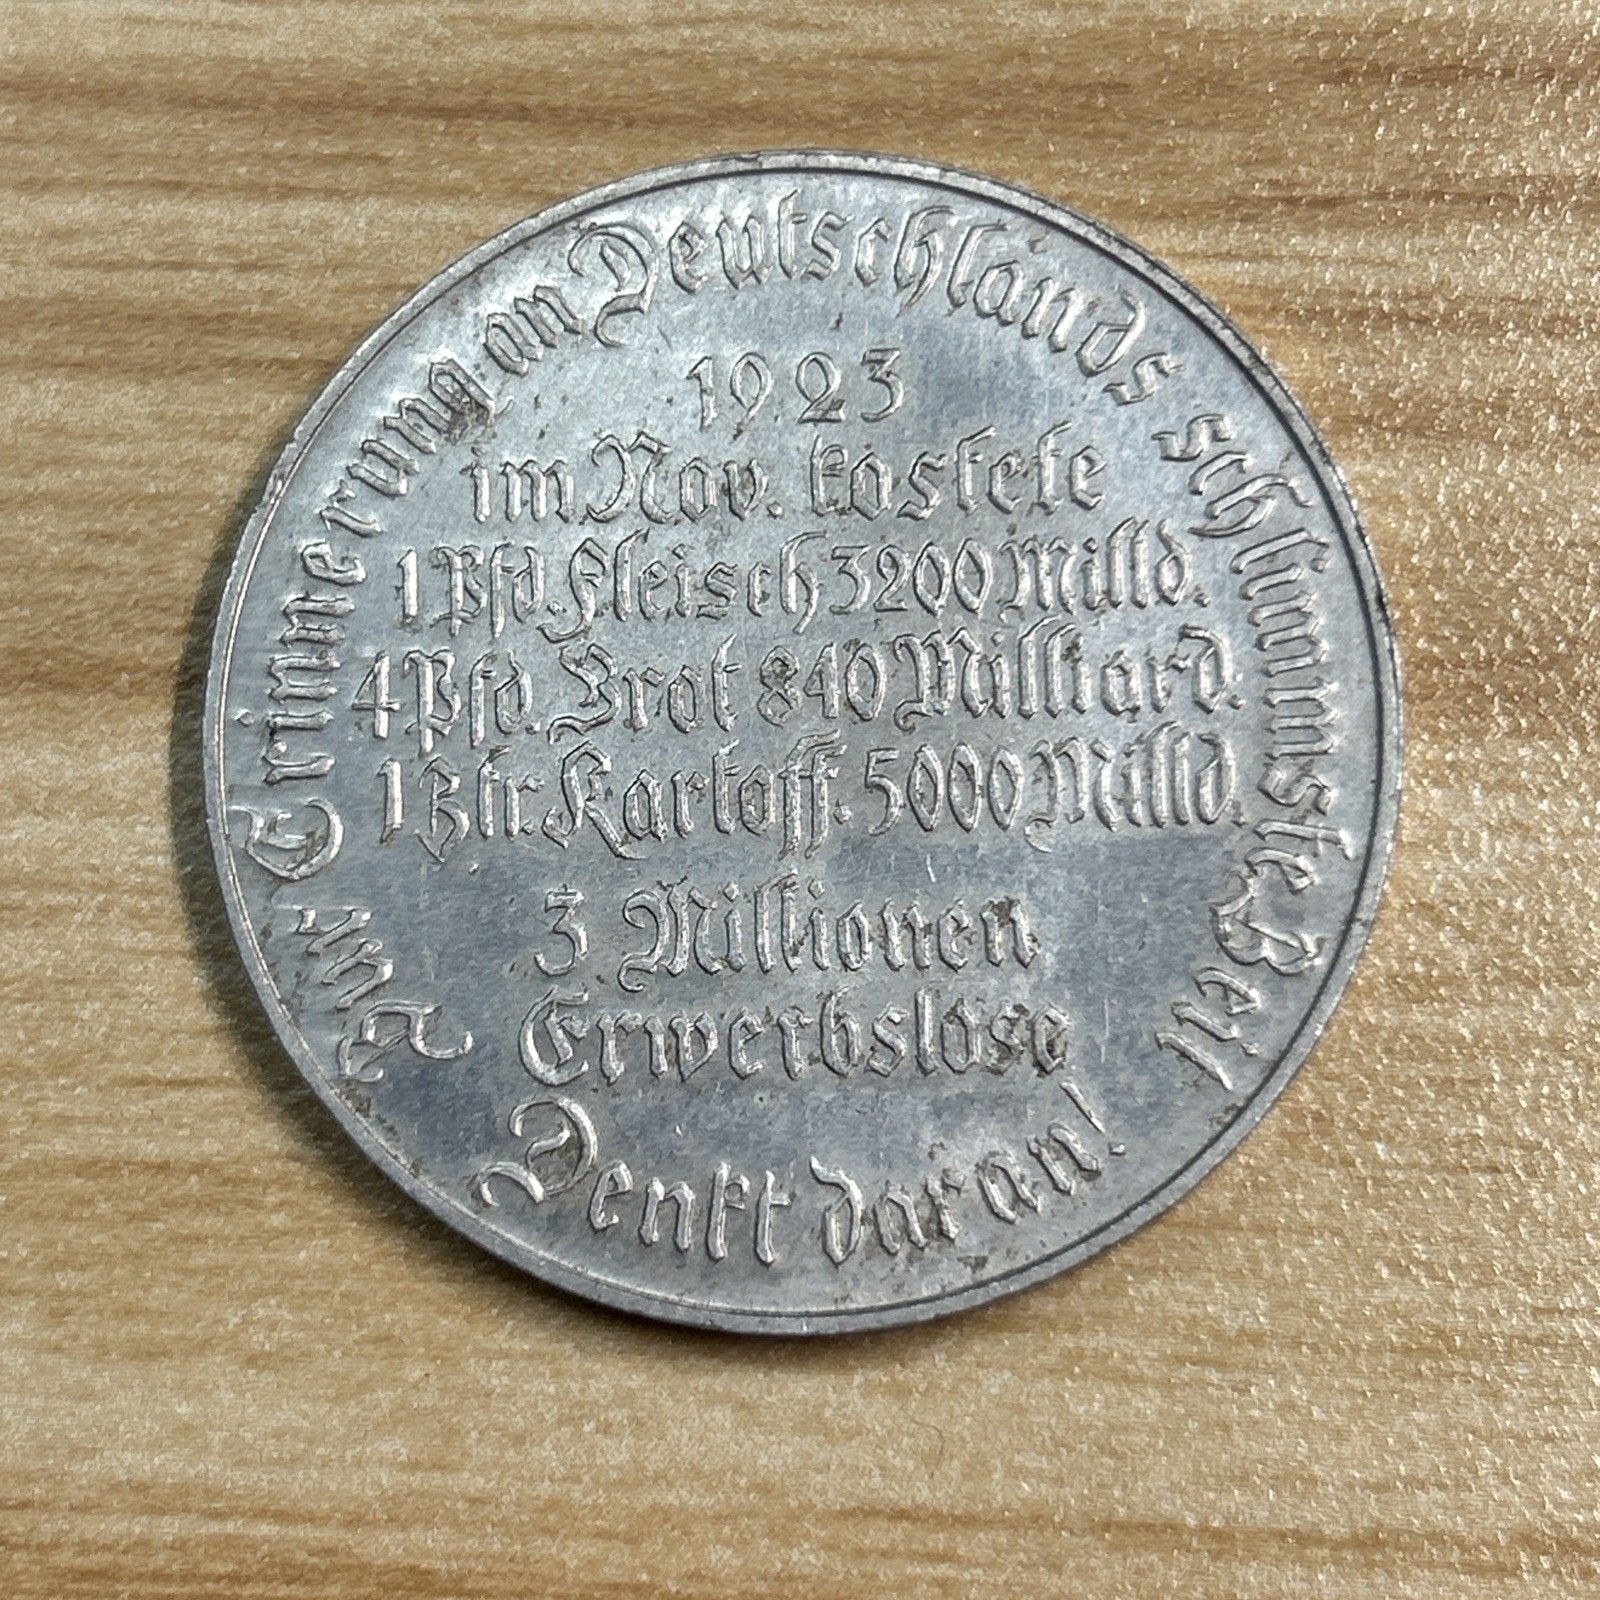 Zur Erinnerung an Deutschlands schlimmste Zeit
1923
im Nov. kostete
1 Pfd. Fleisch 3200 Milld.
4 Pfd. Brot 840 Milliard.
1 Ztr. Kartoff. 5000 Milld.
3 Millionen
Erwerbslose
Denkt daran!